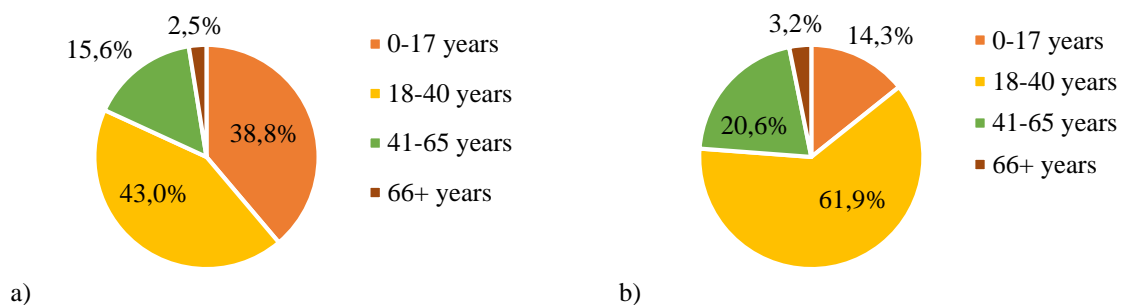 2,5%
15,6%
38,8%
43,0%
0-17 years
18-40 years
41-65 years
66+ years
a)
3,2%
14,3%
20,6%
61,9%
0-17 years
18-40 years
41-65 years
66+ years
b)